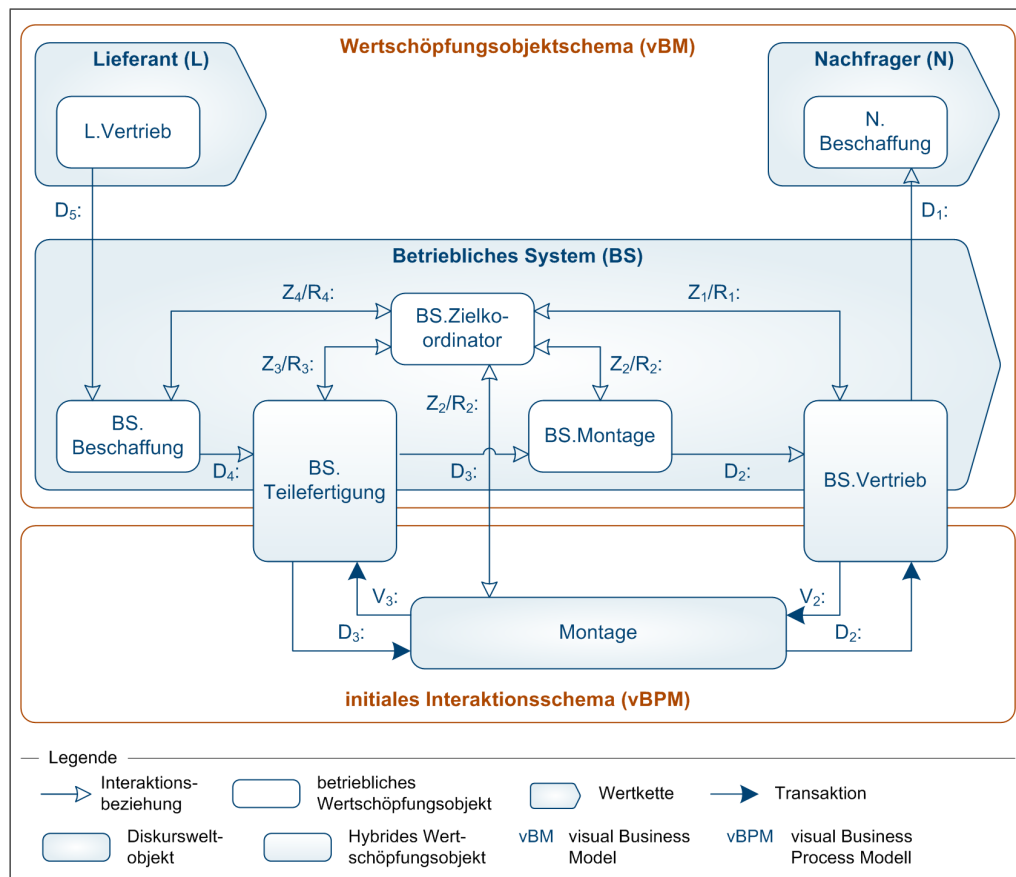 Wertschöpfungsobjektschema (vBM)
Lieferant (L)
Nachfrager (N)
L.Vertrieb
N.
Beschaffung
D₅:
D₁:
Betriebliches System (BS)
Z₄/R₄:
Z₁/R₁:
BS.Zielko-
ordinator
Z₃/R₃:
Z₂/R₂:
Z₂/R₂:
BS.
Beschaffung
BS.
Teilefertigung
BS.Montage
BS.Vertrieb
D₄:
D₃:
D₂:
V₃:
V₂:
D₃:
Montage
D₂:
initiales Interaktionsschema (vBPM)
Legende
Interaktions-
beziehung
betriebliches
Wertschöpfungsobjekt
Wertkette
Transaktion
Diskurswelt-
objekt
Hybrides Wert-
schöpfungsobjekt
vBM visual Business
Model
vBPM visual Business
Process Modell